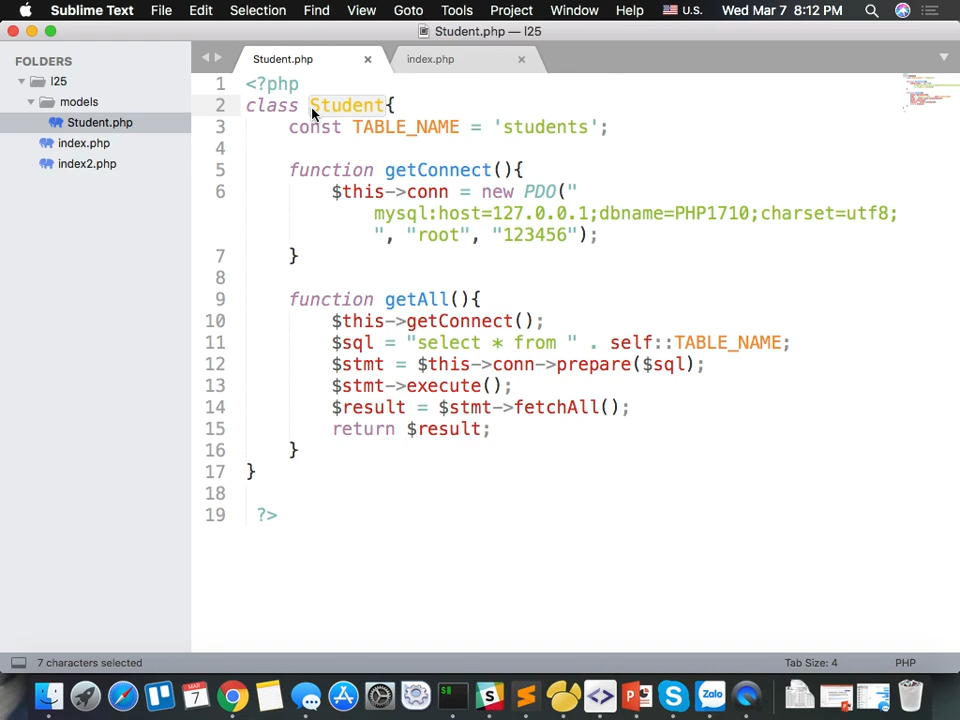 Sublime Text File Edit Selection Find View Goto Tools Project Window Help U.S. Wed Mar 7 8:12 PM
Student.php — l25
FOLDERS
l25
models
Student.php
index.php
index2.php
Student.php index.php
1 <?php
2 class Student{
3 const TABLE_NAME = 'students';
4
5 function getConnect(){
6 $this->conn = new PDO("
mysql:host=127.0.0.1;dbname=PHP1710;charset=utf8;
", "root", "123456");
7 }
8
9 function getAll(){
10 $this->getConnect();
11 $sql = "select * from " . self::TABLE_NAME;
12 $stmt = $this->conn->prepare($sql);
13 $stmt->execute();
14 $result = $stmt->fetchAll();
15 return $result;
16 }
17 }
18
19 ?>
7 characters selected Tab Size: 4 PHP
MAR
7
Zalo